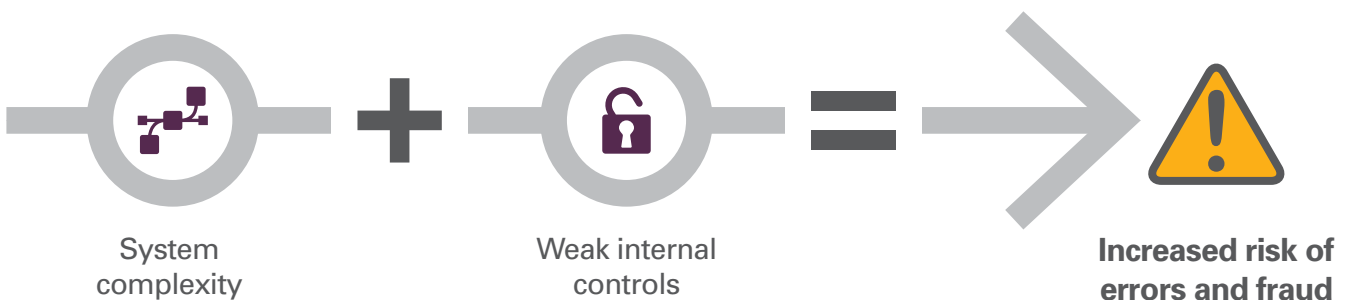 System
complexity
Weak internal
controls
Increased risk of
errors and fraud